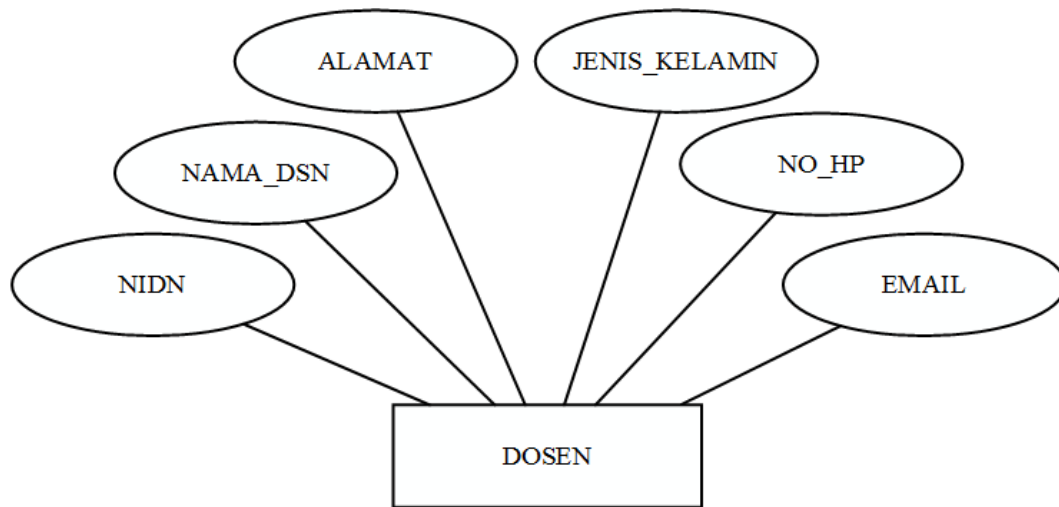 ALAMAT
JENIS_KELAMIN
NAMA_DSN
NO_HP
NIDN
EMAIL
DOSEN